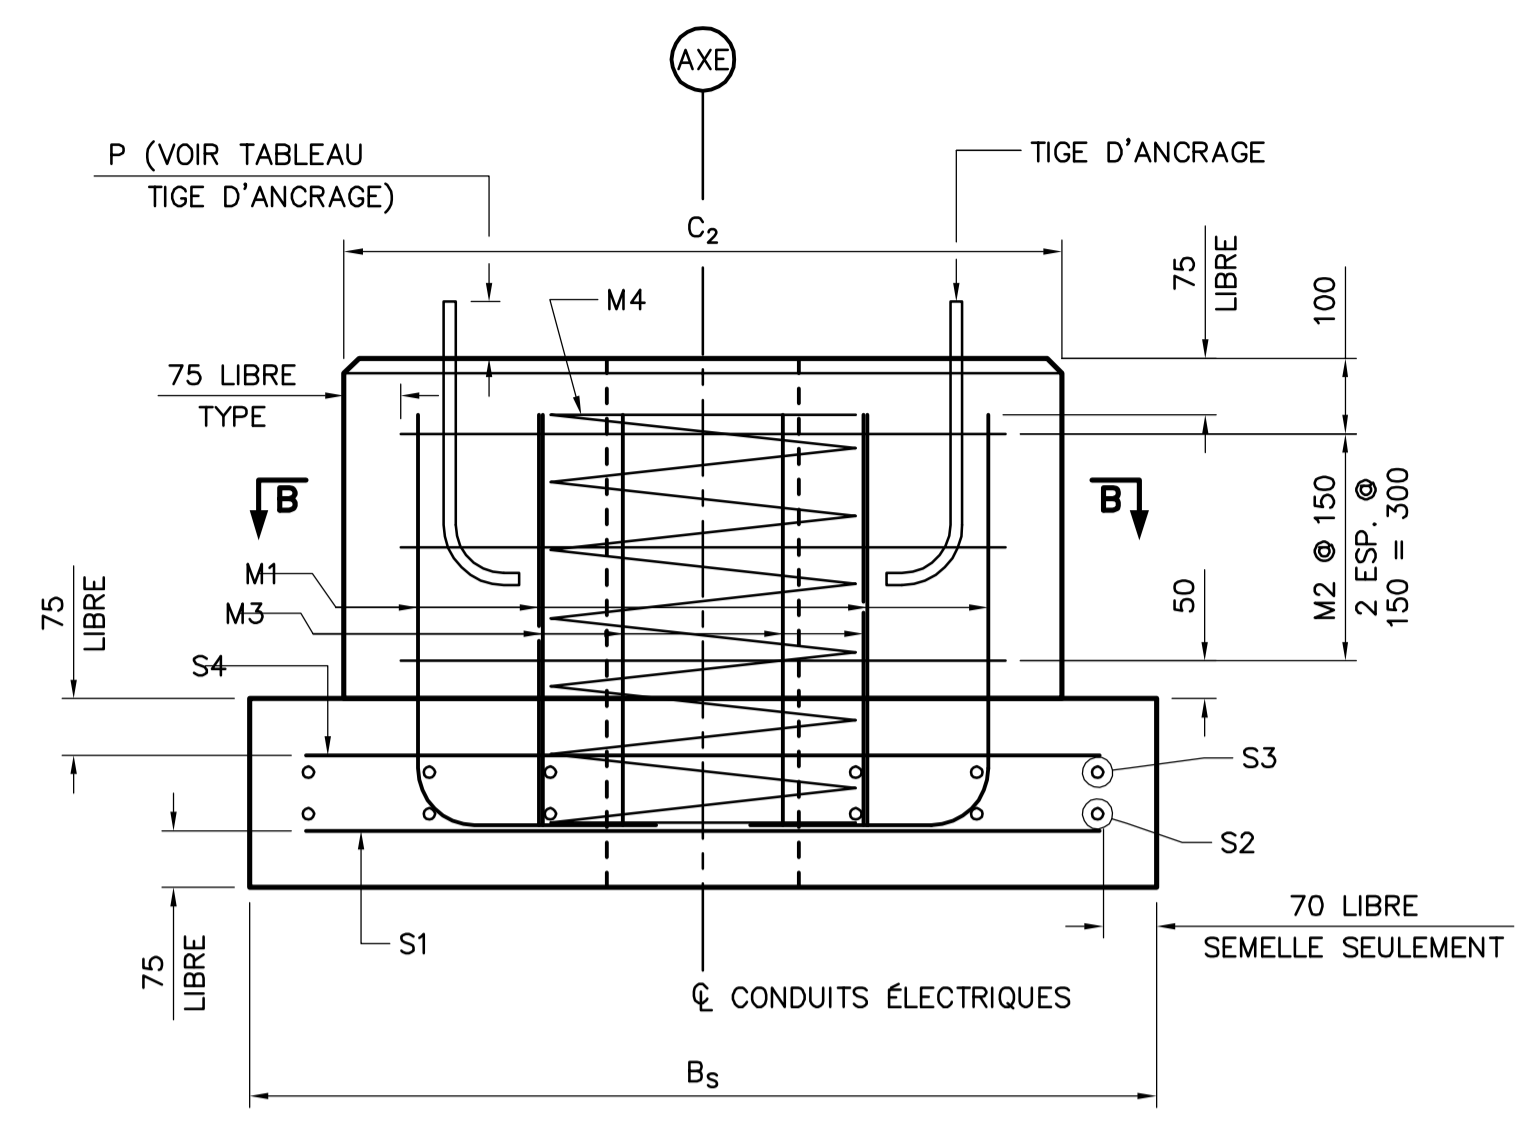 AXE
P (VOIR TABLEAU
TIGE D'ANCRAGE)
TIGE D'ANCRAGE
C2
75
LIBRE
100
M4
75 LIBRE
TYPE
B
B
M2 @ 150
2 ESP. @
150 = 300
50
M1
M3
75
LIBRE
S4
S3
S2
S1
70 LIBRE
SEMELLE SEULEMENT
75
LIBRE
℄ CONDUITS ÉLECTRIQUES
BS